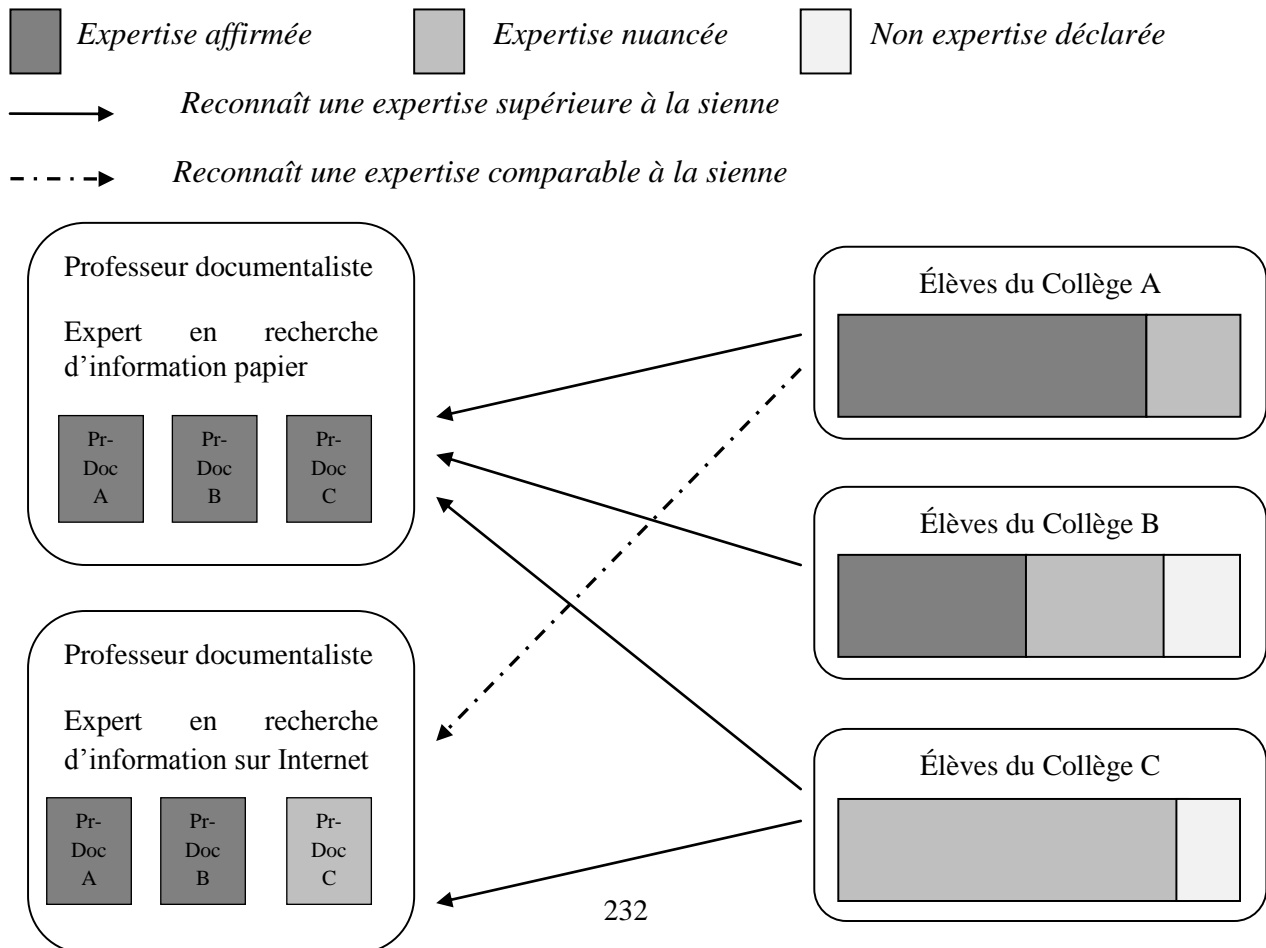 Expertise affirmée
Expertise nuancée
Non expertise déclarée
Reconnaît une expertise supérieure à la sienne
Reconnaît une expertise comparable à la sienne
Professeur documentaliste
Expert en recherche
d’information papier
Pr-
Doc
A
Pr-
Doc
B
Pr-
Doc
C
Professeur documentaliste
Expert en recherche
d’information sur Internet
Pr-
Doc
A
Pr-
Doc
B
Pr-
Doc
C
Élèves du Collège A
Élèves du Collège B
Élèves du Collège C
232